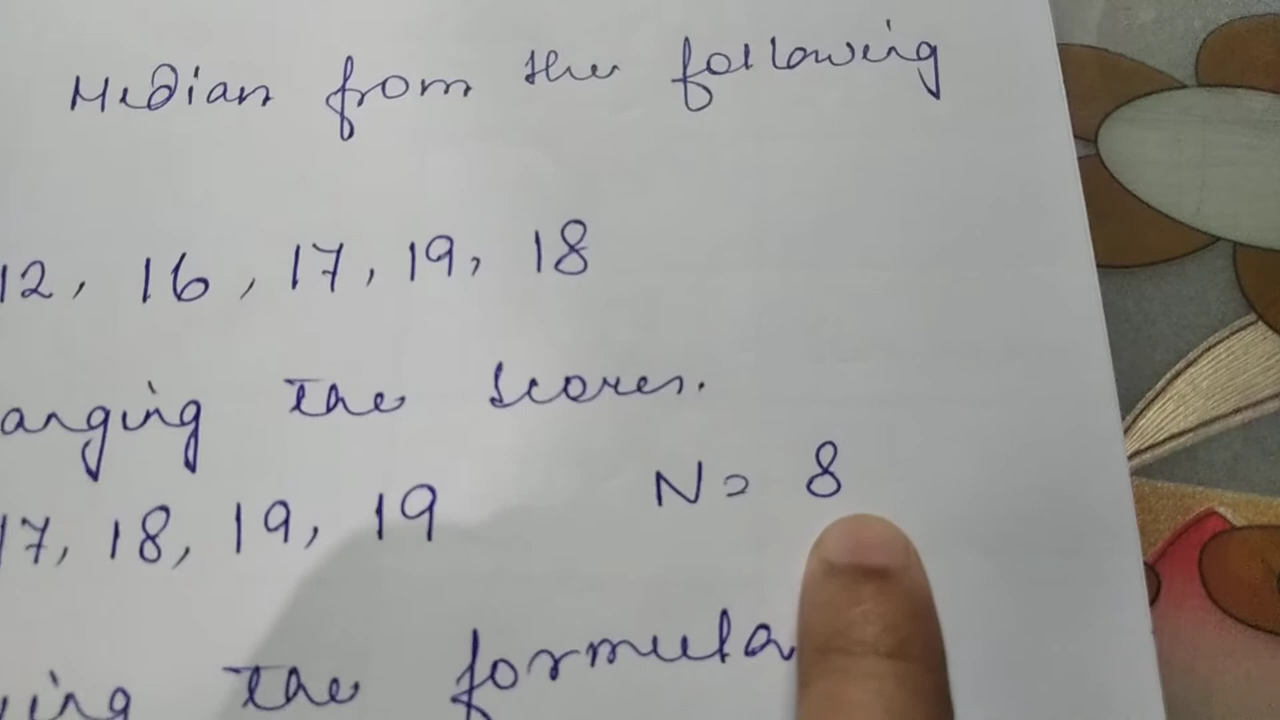 Median from the following
12, 16, 17, 19, 18
anging the scores.
17, 18, 19, 19 N = 8
ing the formula